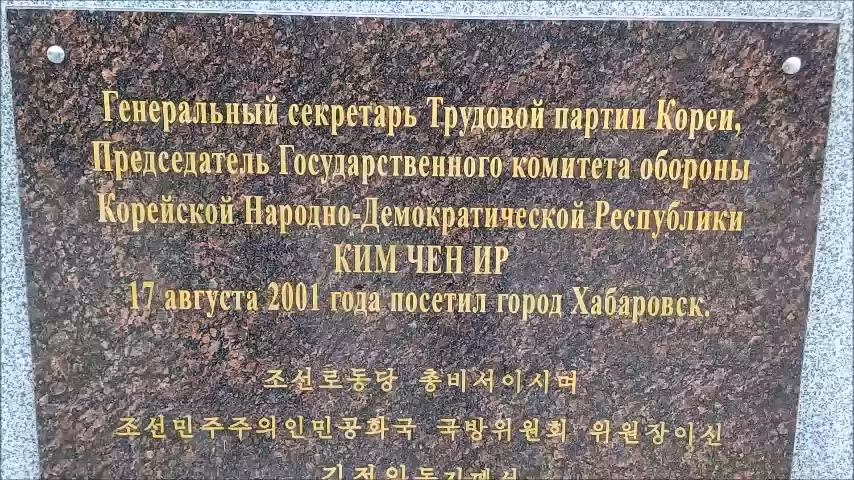 Генеральный секретарь Трудовой партии Кореи,
Председатель Государственного комитета обороны
Корейской Народно-Демократической Республики
КИМ ЧЕН ИР
17 августа 2001 года посетил город Хабаровск.
조선로동당 총비서이시며
조선민주주의인민공화국 국방위원회 위원장이신